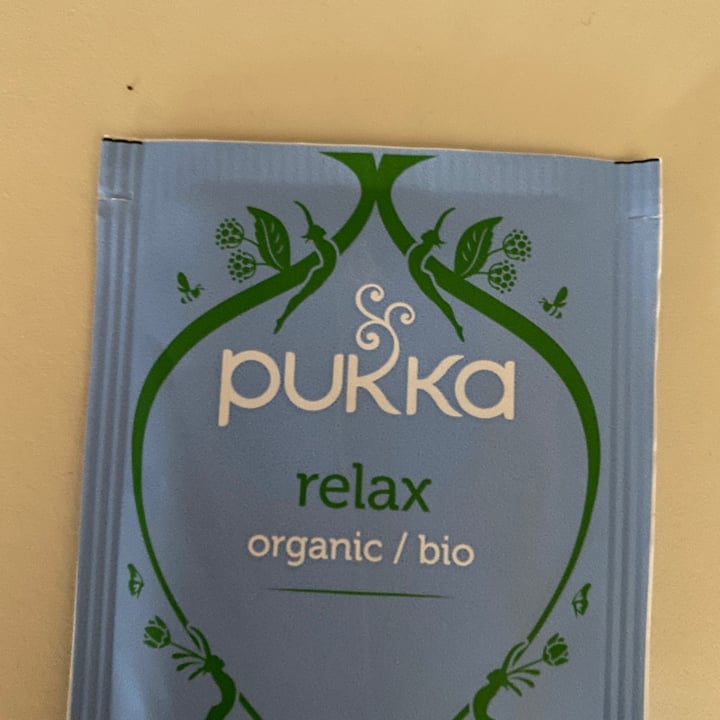 pukka
relax
organic / bio